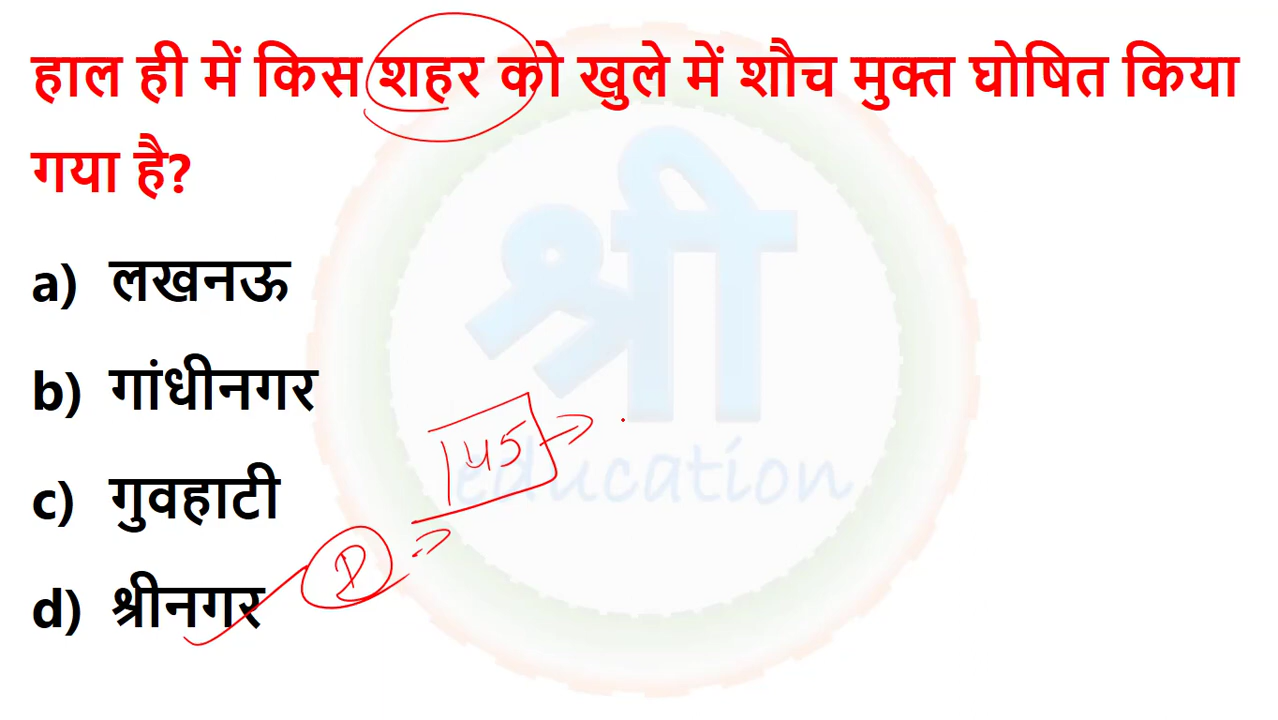 हाल ही में किस शहर को खुले में शौच मुक्त घोषित किया
गया है?
a) लखनऊ
b) गांधीनगर
c) गुवहाटी
d) श्रीनगर
श्री
education
145
D